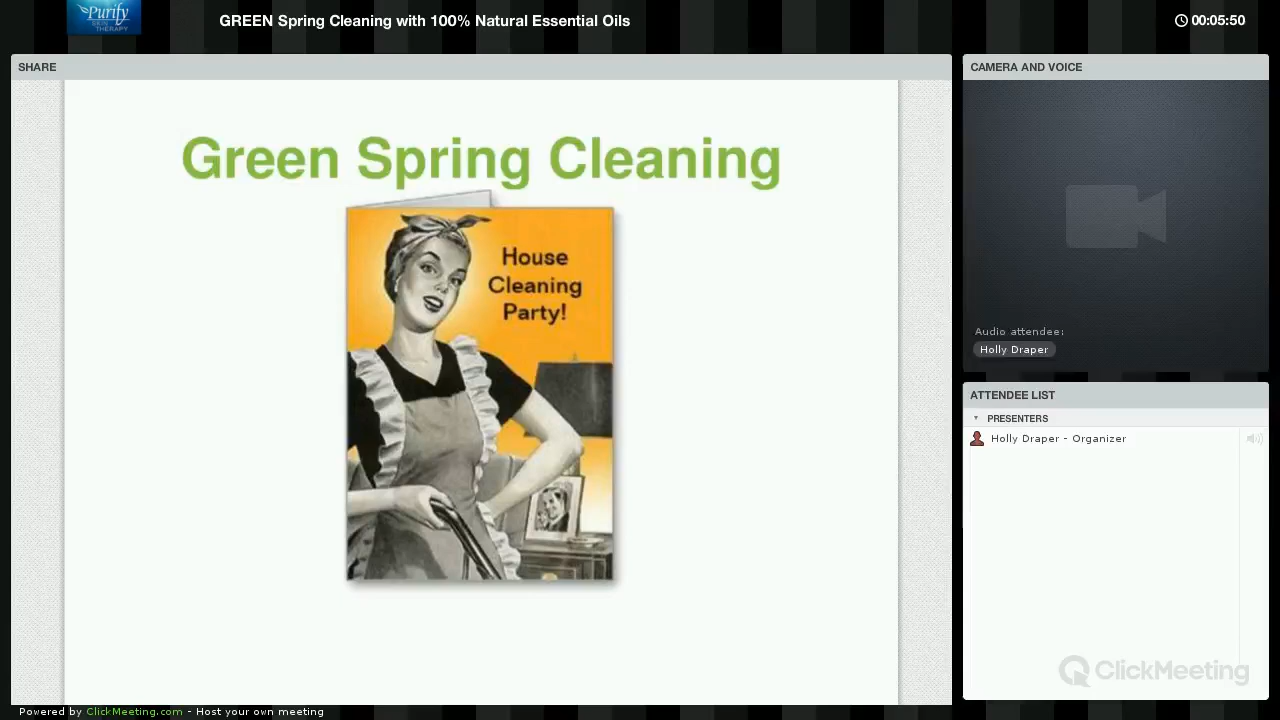 Purify
SKIN
THERAPY
GREEN Spring Cleaning with 100% Natural Essential Oils
00:05:50
SHARE
CAMERA AND VOICE
Green Spring Cleaning
House
Cleaning
Party!
Audio attendee:
Holly Draper
ATTENDEE LIST
PRESENTERS
Holly Draper - Organizer
ClickMeeting
Powered by ClickMeeting.com - Host your own meeting